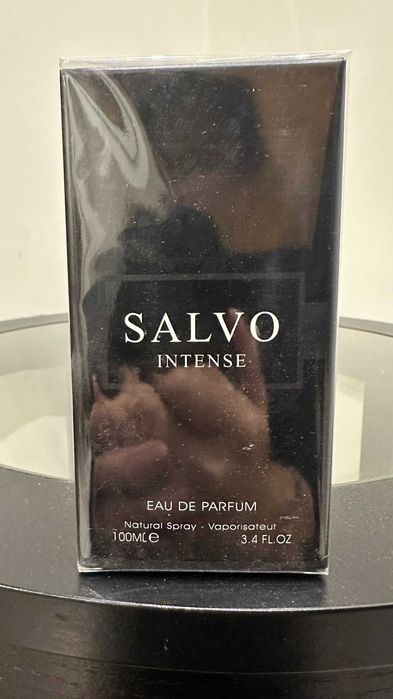 SALVO
INTENSE
EAU DE PARFUM
Natural Spray - Vaporisateur
100ML e 3.4 FL.OZ